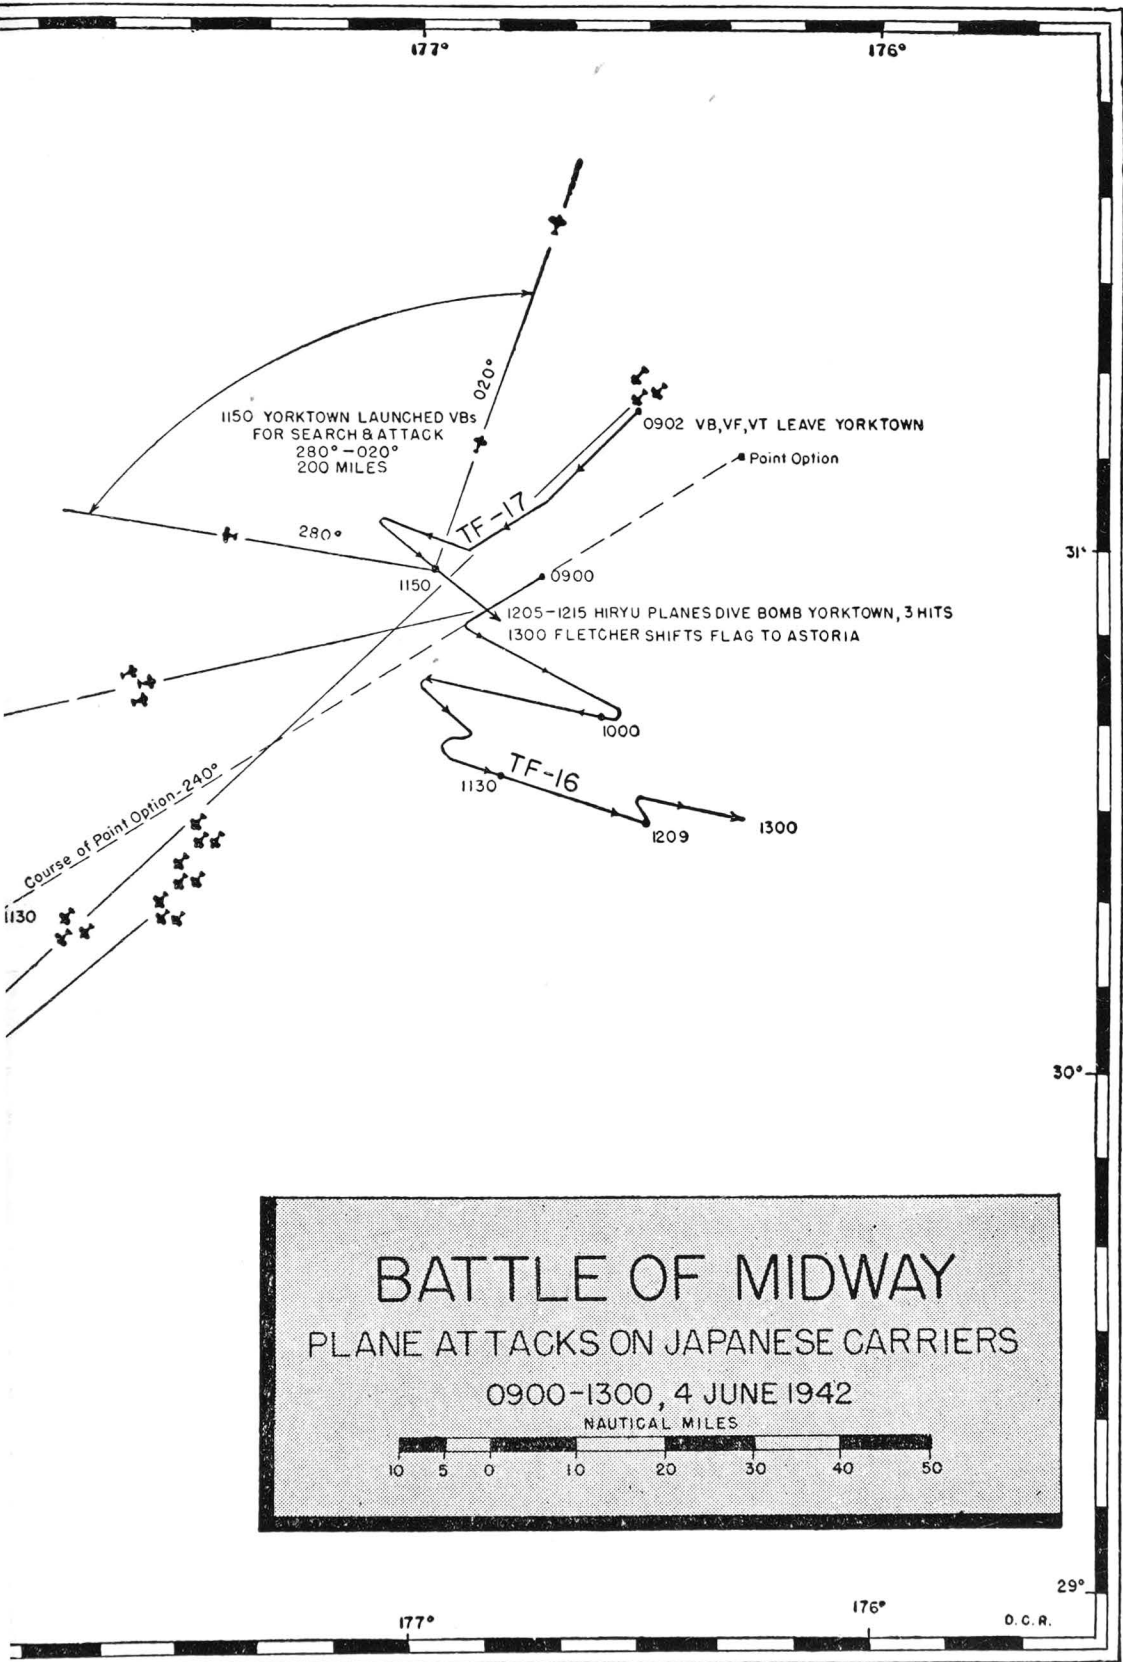 177°
176°
020°
1150 YORKTOWN LAUNCHED VBs
FOR SEARCH & ATTACK
280°-020°
200 MILES
0902 VB,VF,VT LEAVE YORKTOWN
Point Option
TF-17
280°
31°
1150
0900
1205-1215 HIRYU PLANES DIVE BOMB YORKTOWN, 3 HITS
1300 FLETCHER SHIFTS FLAG TO ASTORIA
1000
TF-16
1130
Course of Point Option-240°
1209
1300
1130
30°
BATTLE OF MIDWAY
PLANE ATTACKS ON JAPANESE CARRIERS
0900-1300, 4 JUNE 1942
NAUTICAL MILES
10 5 0 10 20 30 40 50
29°
177°
176°
D.C.R.